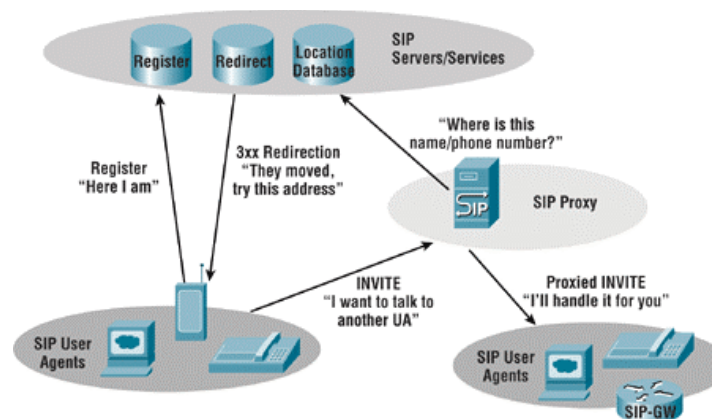 SIP
Servers/Services
Register
Redirect
Location
Database
"Where is this
name/phone number?"
3xx Redirection
"They moved,
try this address"
Register
"Here I am"
SIP
SIP Proxy
INVITE
"I want to talk to
another UA"
Proxied INVITE
"I'll handle it for you"
SIP User
Agents
SIP User
Agents
SIP-GW